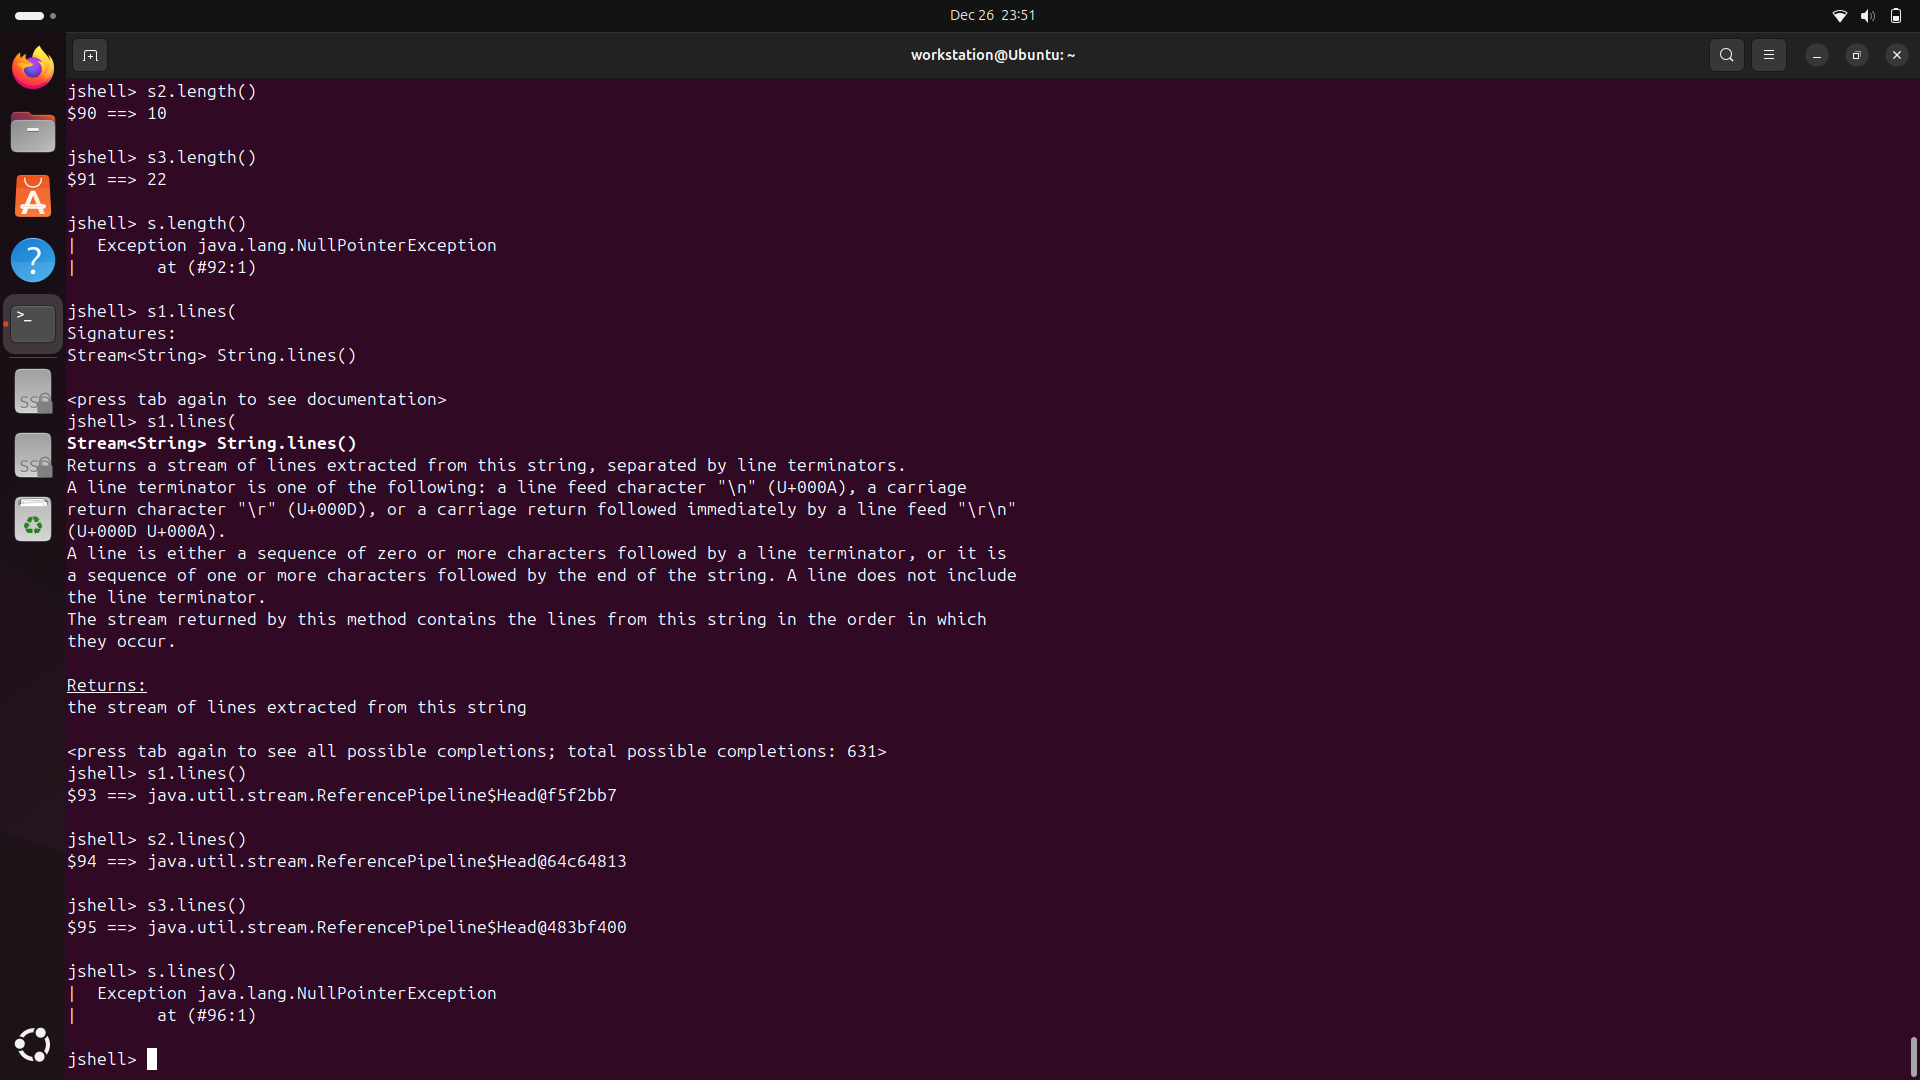 Dec 26 23:51
workstation@Ubuntu: ~
jshell> s2.length()
$90 ==> 10
jshell> s3.length()
$91 ==> 22
jshell> s.length()
|  Exception java.lang.NullPointerException
|        at (#92:1)
jshell> s1.lines(
Signatures:
Stream<String> String.lines()
<press tab again to see documentation>
jshell> s1.lines(
Stream<String> String.lines()
Returns a stream of lines extracted from this string, separated by line terminators.
A line terminator is one of the following: a line feed character "\n" (U+000A), a carriage
return character "\r" (U+000D), or a carriage return followed immediately by a line feed "\r\n"
(U+000D U+000A).
A line is either a sequence of zero or more characters followed by a line terminator, or it is
a sequence of one or more characters followed by the end of the string. A line does not include
the line terminator.
The stream returned by this method contains the lines from this string in the order in which
they occur.
Returns:
the stream of lines extracted from this string
<press tab again to see all possible completions; total possible completions: 631>
jshell> s1.lines()
$93 ==> java.util.stream.ReferencePipeline$Head@f5f2bb7
jshell> s2.lines()
$94 ==> java.util.stream.ReferencePipeline$Head@64c64813
jshell> s3.lines()
$95 ==> java.util.stream.ReferencePipeline$Head@483bf400
jshell> s.lines()
|  Exception java.lang.NullPointerException
|        at (#96:1)
jshell>